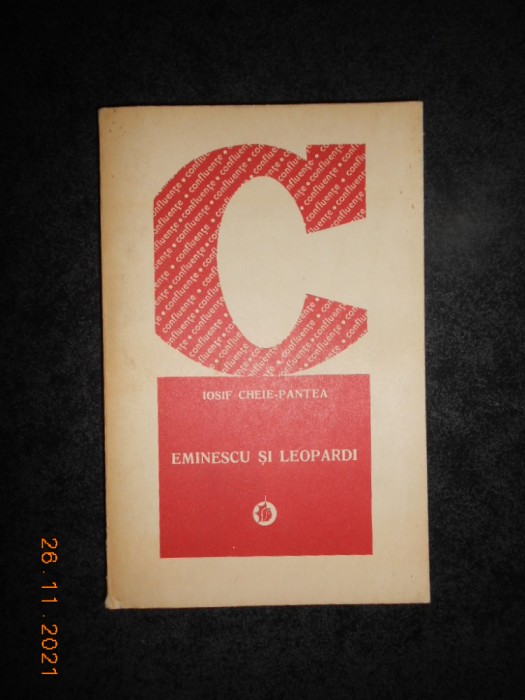 confluențe • confluențe • confluențe
IOSIF CHEIE-PANTEA
EMINESCU ȘI LEOPARDI
26.11.2021